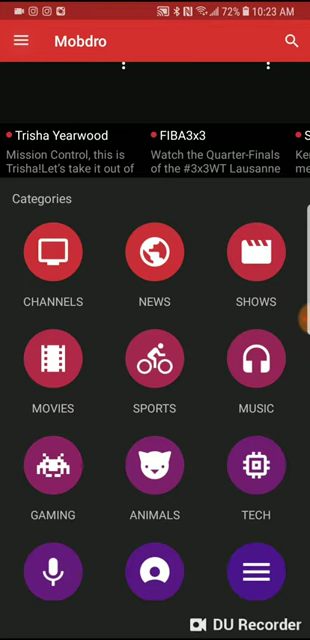 72% 10:23 AM
Mobdro
Trisha Yearwood
FIBA3x3
S
Mission Control, this is
Trisha!Let's take it out of
Watch the Quarter-Finals
of the #3x3WT Lausanne
Ke
me
Categories
CHANNELS
NEWS
SHOWS
MOVIES
SPORTS
MUSIC
GAMING
ANIMALS
TECH
DU Recorder